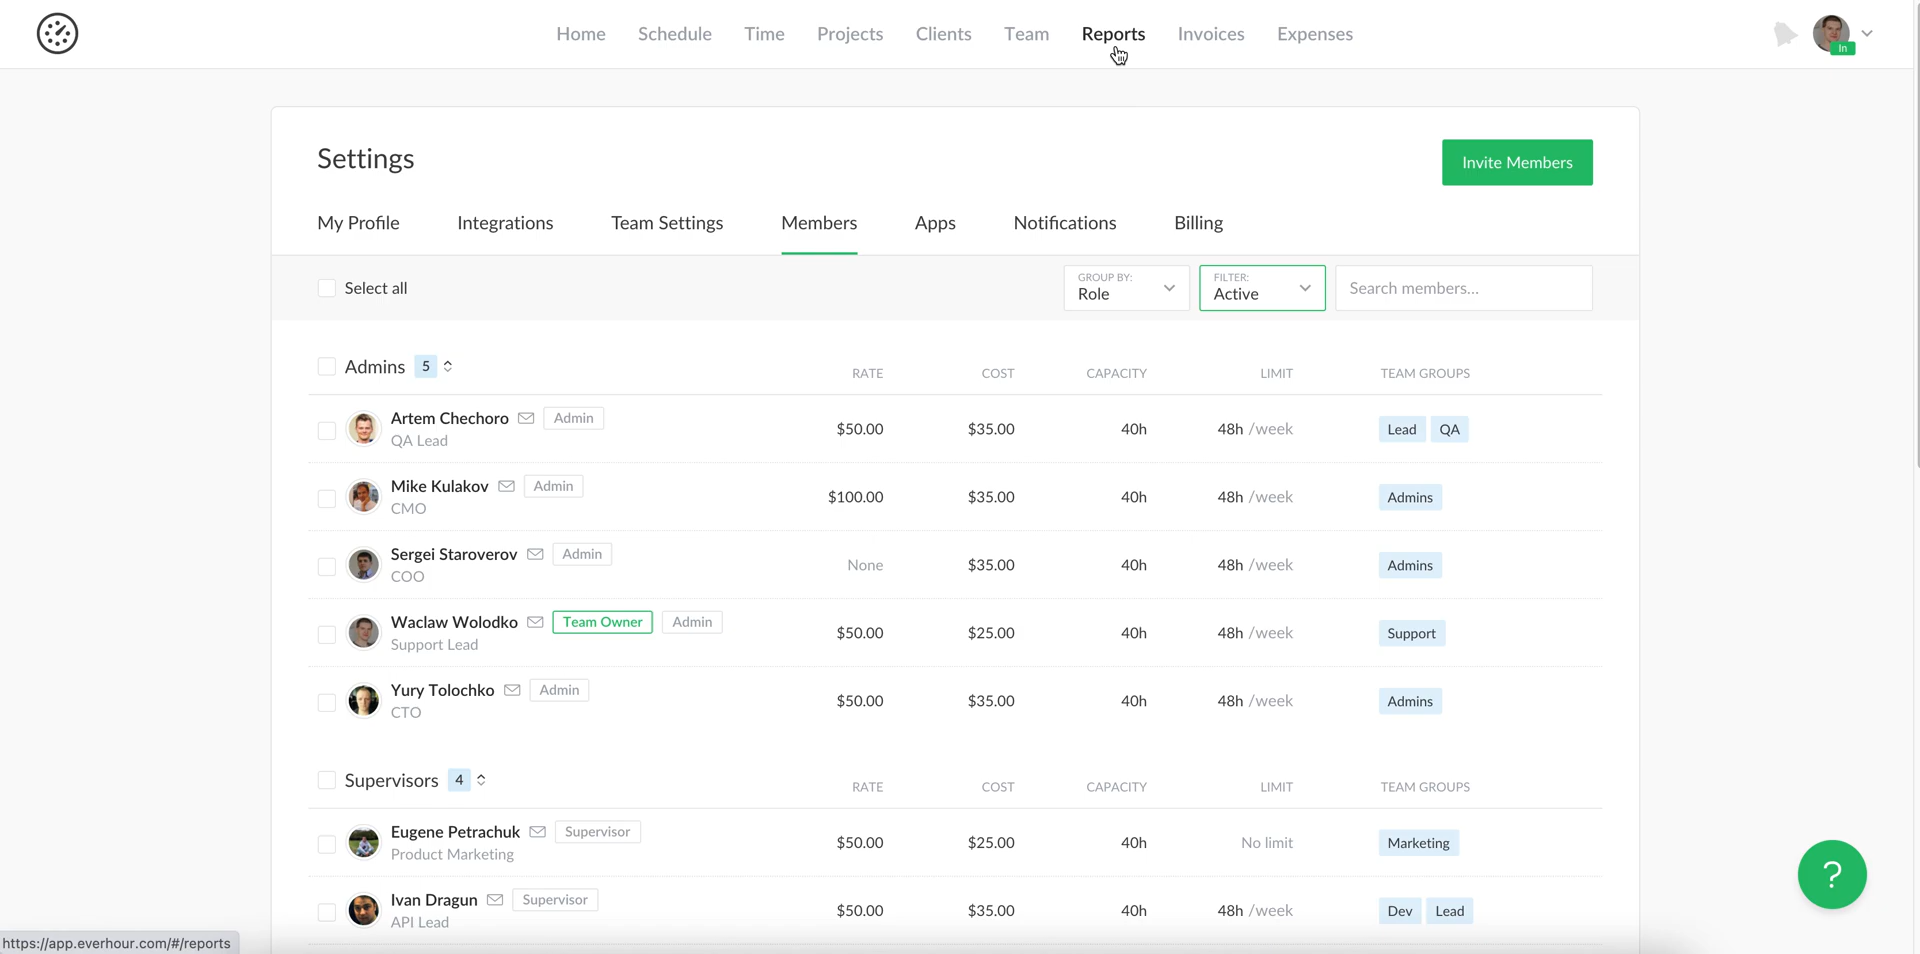 Home Schedule Time Projects Clients Team Reports Invoices Expenses
In
Settings
Invite Members
My Profile Integrations Team Settings Members Apps Notifications Billing
Select all
GROUP BY:
Role
FILTER:
Active
Search members...
Admins 5 RATE COST CAPACITY LIMIT TEAM GROUPS
Artem Chechoro Admin
QA Lead
$50.00 $35.00 40h 48h /week Lead QA
Mike Kulakov Admin
CMO
$100.00 $35.00 40h 48h /week Admins
Sergei Staroverov Admin
COO
None $35.00 40h 48h /week Admins
Waclaw Wolodko Team Owner Admin
Support Lead
$50.00 $25.00 40h 48h /week Support
Yury Tolochko Admin
CTO
$50.00 $35.00 40h 48h /week Admins
Supervisors 4 RATE COST CAPACITY LIMIT TEAM GROUPS
Eugene Petrachuk Supervisor
Product Marketing
$50.00 $25.00 40h No limit Marketing
Ivan Dragun Supervisor
API Lead
$50.00 $35.00 40h 48h /week Dev Lead
?
https://app.everhour.com/#/reports